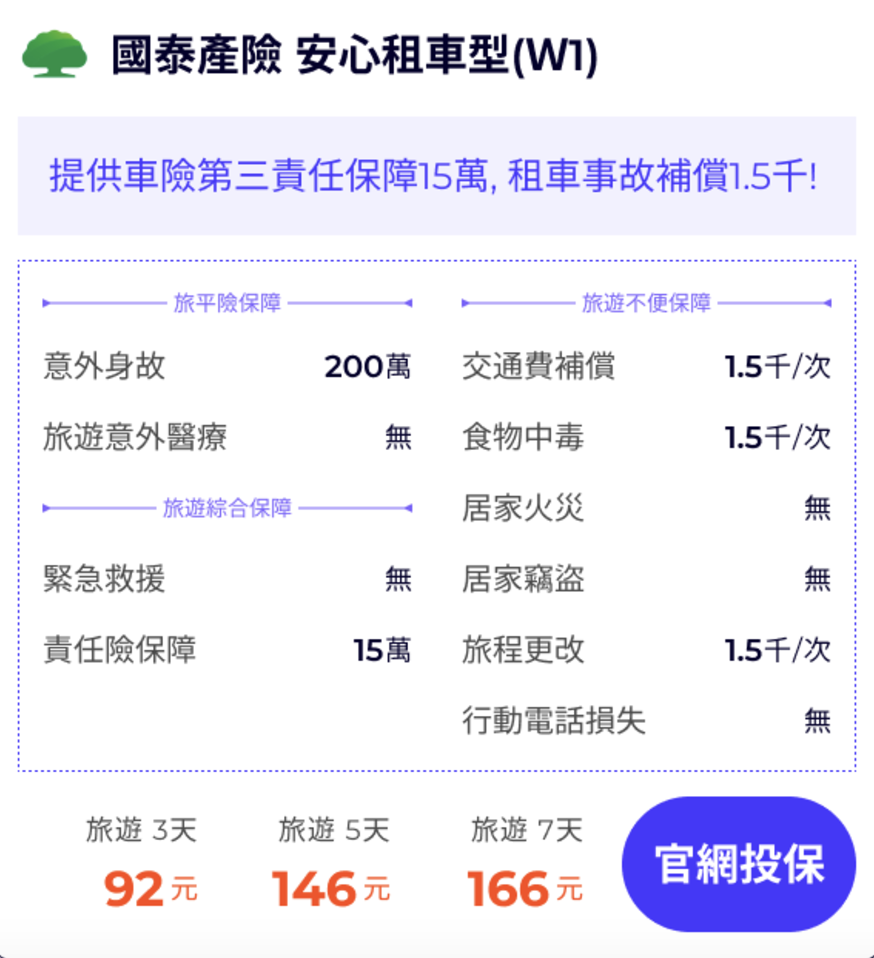 國泰產險 安心租車型(W1)
提供車險第三責任保障15萬, 租車事故補償1.5千!
旅平險保障
意外身故 200萬
旅遊意外醫療 無
旅遊綜合保障
緊急救援 無
責任險保障 15萬
旅遊不便保障
交通費補償 1.5千/次
食物中毒 1.5千/次
居家火災 無
居家竊盜 無
旅程更改 1.5千/次
行動電話損失 無
旅遊 3天
92元
旅遊 5天
146元
旅遊 7天
166元
官網投保